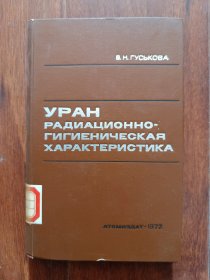 В.Н. ГУСЬКОВА
УРАН
РАДИАЦИОННО-
ГИГИЕНИЧЕСКАЯ
ХАРАКТЕРИСТИКА
АТОМИЗДАТ-1972